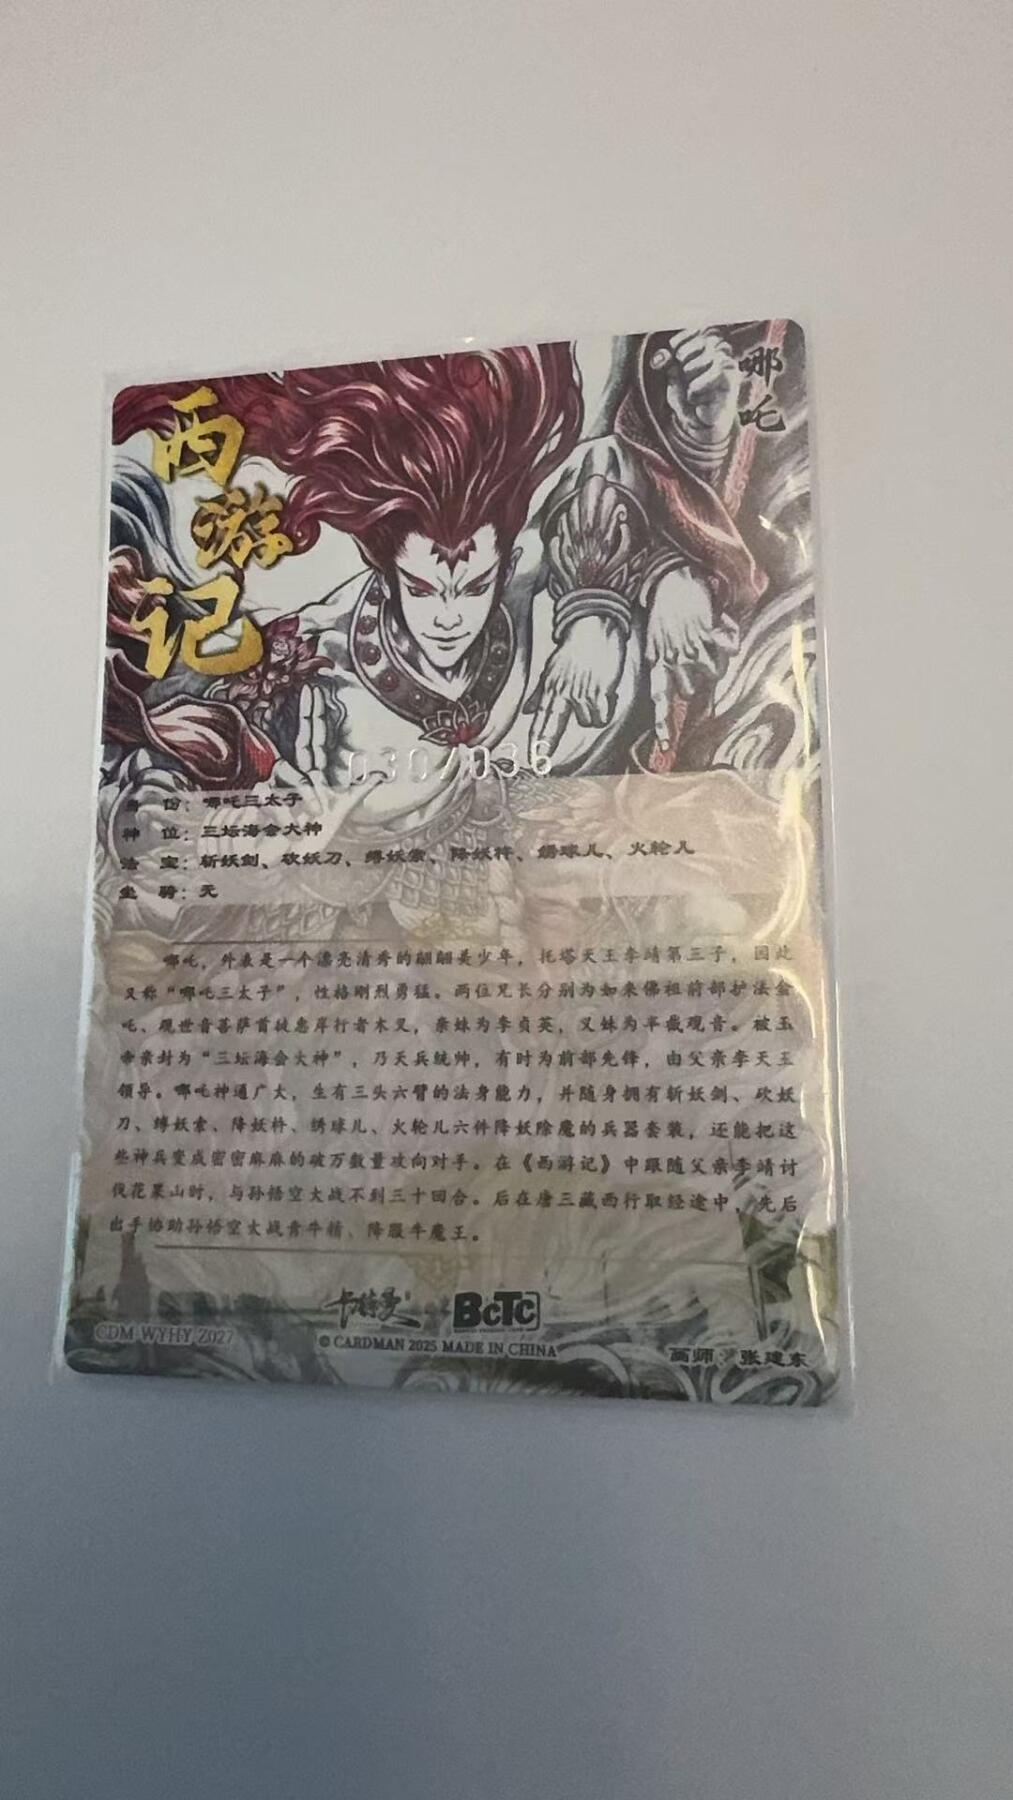 西游记
哪吒
030/036
身 份：哪吒三太子
神 位：三坛海会大神
法 宝：斩妖剑、砍妖刀、缚妖索、降妖杵、绣球儿、火轮儿
坐 骑：无
哪吒，外表是一个漂亮清秀的翩翩美少年，托塔天王李靖第三子，因此
又称“哪吒三太子”，性格刚烈勇猛。两位兄长分别为如来佛祖前部护法金
吒、观世音菩萨首徒惠岸行者木叉，亲妹为李贞英，义妹为半截观音。被玉
帝亲封为“三坛海会大神”，乃天兵统帅，有时为前部先锋，由父亲李天王
领导。哪吒神通广大，生有三头六臂的法身能力，并随身拥有斩妖剑、砍妖
刀、缚妖索、降妖杵、绣球儿、火轮儿六件降妖除魔的兵器套装，还能把这
些神兵变成密密麻麻的破万数量攻向对手。在《西游记》中跟随父亲李靖讨
伐花果山时，与孙悟空大战不到三十回合。后在唐三藏西行取经途中，先后
出手协助孙悟空大战青牛精、降服牛魔王。
卡特曼 BCTC
CDM-WYHY-Z027
© CARDMAN 2025 MADE IN CHINA
画师：张建东